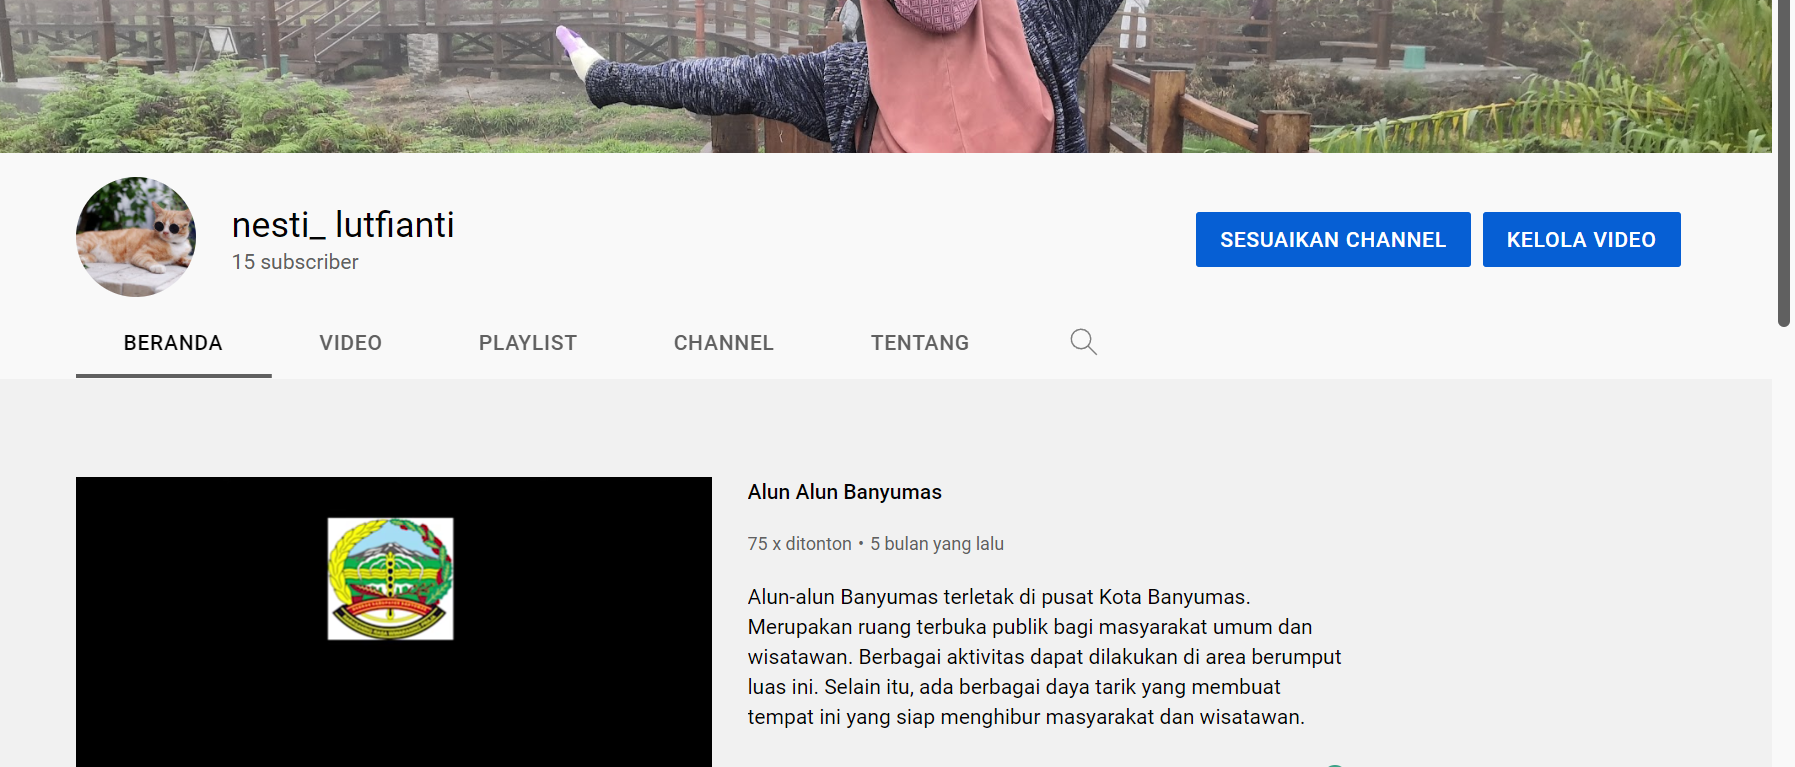 nesti_ lutfianti
15 subscriber
SESUAIKAN CHANNEL
KELOLA VIDEO
BERANDA
VIDEO
PLAYLIST
CHANNEL
TENTANG
Alun Alun Banyumas
75 x ditonton • 5 bulan yang lalu
Alun-alun Banyumas terletak di pusat Kota Banyumas.
Merupakan ruang terbuka publik bagi masyarakat umum dan
wisatawan. Berbagai aktivitas dapat dilakukan di area berumput
luas ini. Selain itu, ada berbagai daya tarik yang membuat
tempat ini yang siap menghibur masyarakat dan wisatawan.